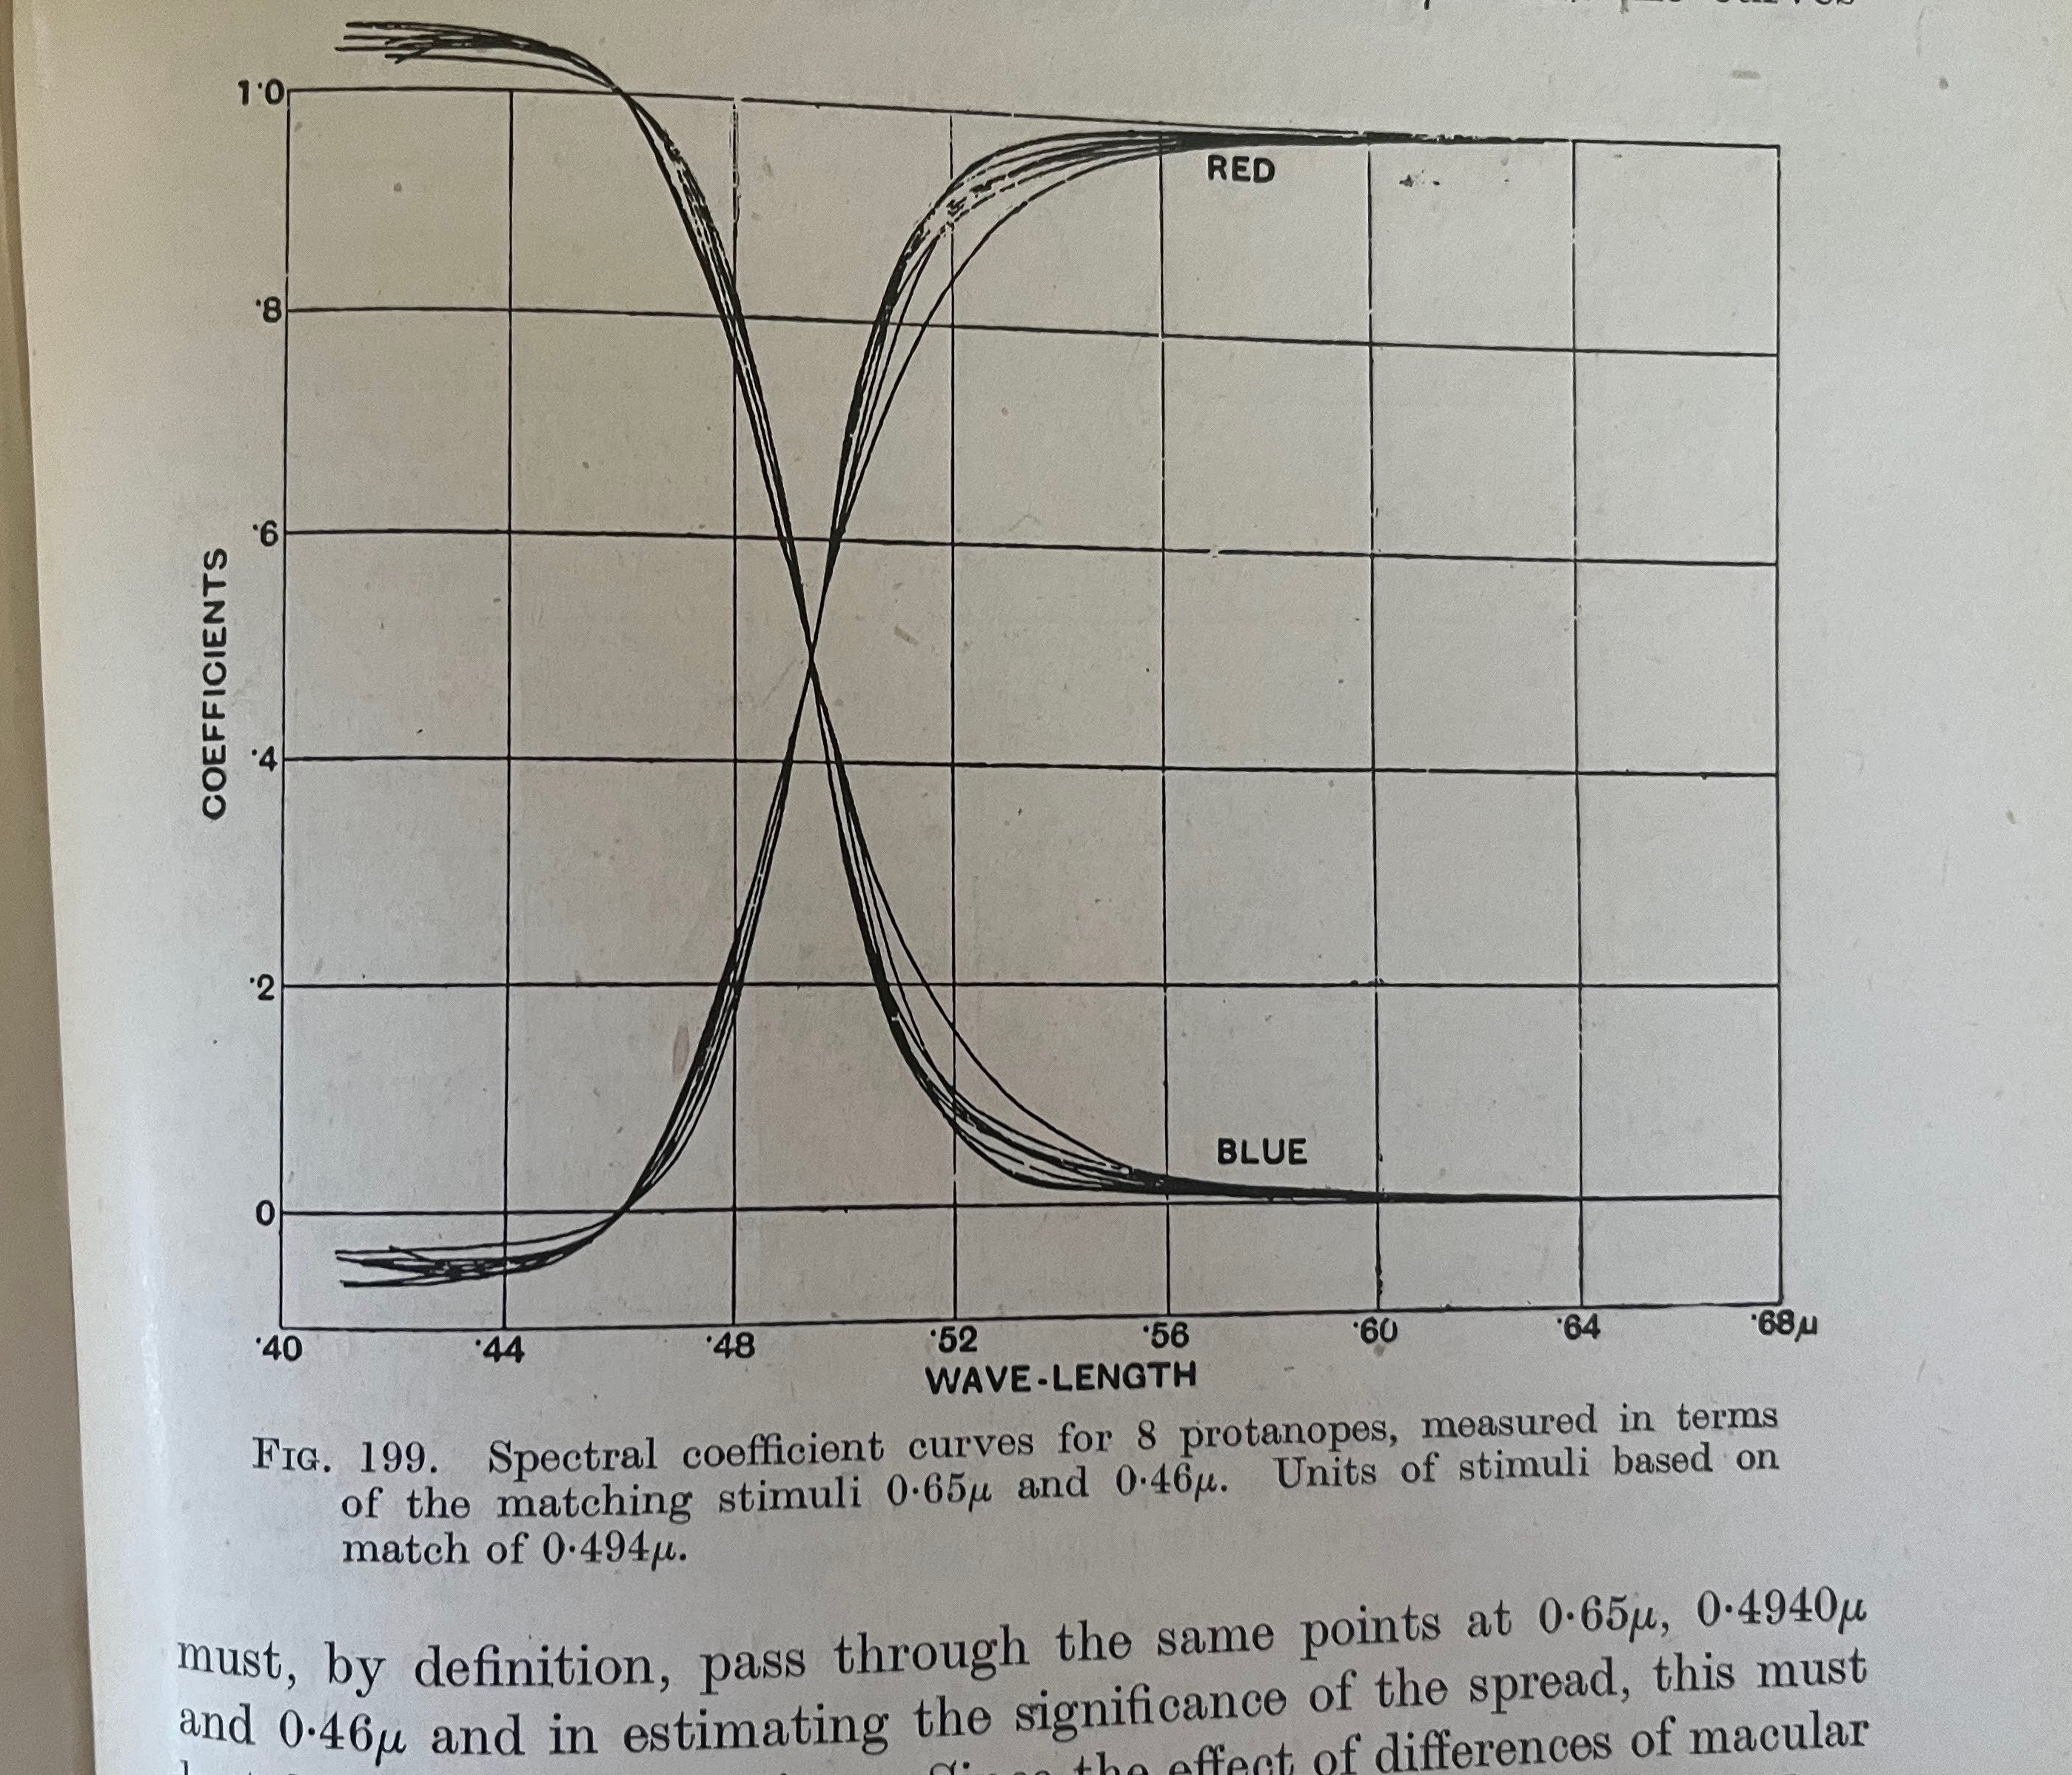 curves
1·0
·8
·6
·4
·2
0
COEFFICIENTS
RED
BLUE
·40 ·44 ·48 ·52 ·56 ·60 ·64 ·68μ
WAVE-LENGTH
FIG. 199. Spectral coefficient curves for 8 protanopes, measured in terms
of the matching stimuli 0·65μ and 0·46μ. Units of stimuli based on
match of 0·494μ.
must, by definition, pass through the same points at 0·65μ, 0·4940μ
and 0·46μ and in estimating the significance of the spread, this must
the effect of differences of macular